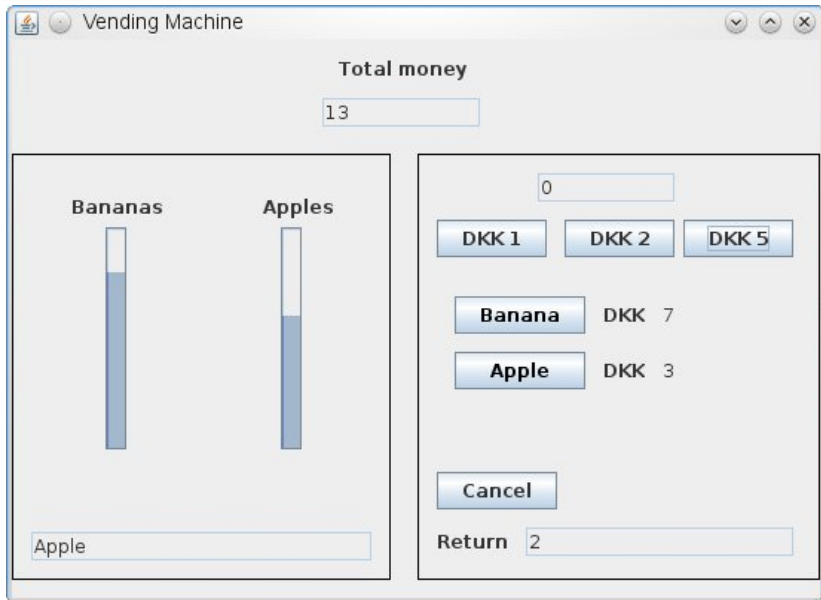 Vending Machine
Total money
13
Bananas Apples
Apple
0
DKK 1 DKK 2 DKK 5
Banana DKK 7
Apple DKK 3
Cancel
Return 2